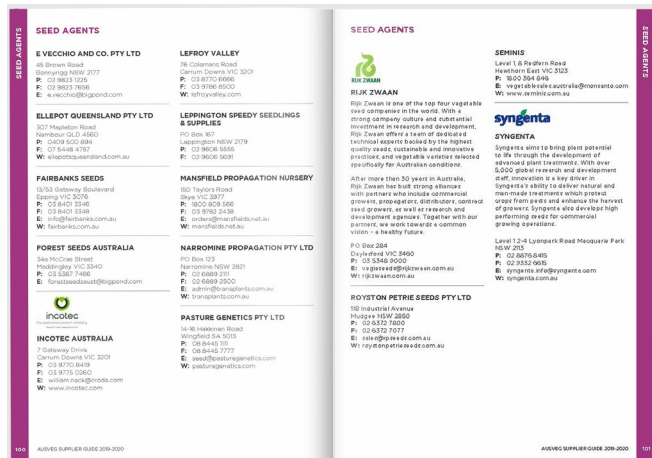 SEED AGENTS
SEED AGENTS
E VECCHIO AND CO. PTY LTD
45 Brown Road
Bonnyrigg NSW 2177
P: 02 9823 1225
F: 02 9823 7656
E: e.vecchio@bigpond.com
ELLEPOT QUEENSLAND PTY LTD
307 Mapleton Road
Nambour QLD 4560
P: 0409 500 894
F: 07 5448 4757
W: ellepotqueensland.com.au
FAIRBANKS SEEDS
13/53 Gateway Boulevard
Epping VIC 3076
P: 03 8401 3346
F: 03 8401 3348
E: info@fairbanks.com.au
W: fairbanks.com.au
FOREST SEEDS AUSTRALIA
34a McCrae Street
Maddingley VIC 3340
P: 03 5367 7466
E: forestseedsaust@bigpond.com
incotec
INCOTEC AUSTRALIA
7 Gateway Drive
Carrum Downs VIC 3201
P: 03 9770 8419
F: 03 9775 0260
E: william.nack@croda.com
W: www.incotec.com
LEFROY VALLEY
76 Colemans Road
Carrum Downs VIC 3201
P: 03 8770 6666
F: 03 9786 6500
W: lefroyvalley.com
LEPPINGTON SPEEDY SEEDLINGS
& SUPPLIES
PO Box 167
Leppington NSW 2179
P: 02 9606 5555
F: 02 9606 5691
MANSFIELD PROPAGATION NURSERY
150 Taylors Road
Skye VIC 3977
P: 1800 809 566
F: 03 9782 2438
E: orders@mansfields.net.au
W: mansfields.net.au
NARROMINE PROPAGATION PTY LTD
PO Box 123
Narromine NSW 2821
P: 02 6889 2111
F: 02 6889 2500
E: admin@transplants.com.au
W: transplants.com.au
PASTURE GENETICS PTY LTD
14-16 Hakkinen Road
Wingfield SA 5013
P: 08 8445 1111
F: 08 8445 7777
E: seed@pasturegenetics.com
W: pasturegenetics.com
100
AUSVEG SUPPLIER GUIDE 2019-2020
SEED AGENTS
RIJK ZWAAN
RIJK ZWAAN
Rijk Zwaan is one of the top four vegetable
seed companies in the world. With a
strong company culture and substantial
investment in research and development,
Rijk Zwaan offers a team of dedicated
technical experts backed by the highest
quality seeds, sustainable and innovative
practices, and vegetable varieties selected
specifically for Australian conditions.
After more than 30 years in Australia,
Rijk Zwaan has built strong alliances
with partners who include commercial
growers, propagators, distributors, contract
seed growers, as well as research and
development agencies. Together with our
partners, we work towards a common
vision – a healthy future.
PO Box 284
Daylesford VIC 3460
P: 03 5348 9000
E: vegieseeds@rijkzwaan.com.au
W: rijkzwaan.com.au
ROYSTON PETRIE SEEDS PTY LTD
11B Industrial Avenue
Mudgee NSW 2850
P: 02 6372 7800
F: 02 6372 7077
E: sales@rpseeds.com.au
W: roystonpetrieseeds.com.au
SEMINIS
Level 1, 8 Redfern Road
Hawthorn East VIC 3123
P: 1800 364 846
E: vegetablesales.australia@monsanto.com
W: www.seminis.com.au
syngenta
SYNGENTA
Syngenta aims to bring plant potential
to life through the development of
advanced plant treatments. With over
5,000 global research and development
staff, innovation is a key driver in
Syngenta's ability to deliver natural and
man-made treatments which protect
crops from pests and enhance the harvest
of growers. Syngenta also develops high
performing seeds for commercial
growing operations.
Level 1 2-4 Lyonpark Road Macquarie Park
NSW 2113
P: 02 8876 8415
F: 02 9332 6615
E: syngenta.info@syngenta.com
W: syngenta.com.au
SEED AGENTS
AUSVEG SUPPLIER GUIDE 2019-2020
101